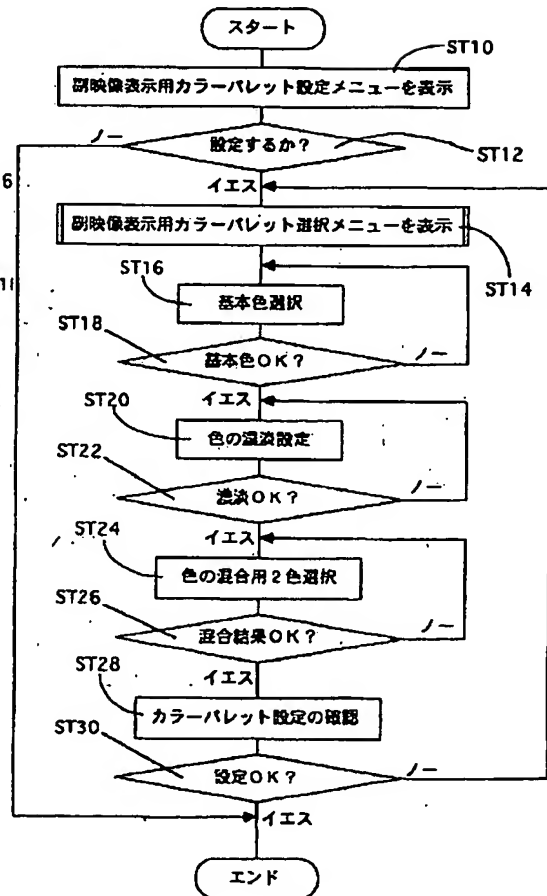 スタート
ST10
副映像表示用カラーパレット設定メニューを表示
ノー
設定するか？
ST12
6
イエス
副映像表示用カラーパレット選択メニューを表示
ST14
ST16
基本色選択
ST18
基本色ＯＫ？
ノー
イエス
ST20
色の濃淡設定
ST22
濃淡ＯＫ？
ノー
イエス
ST24
色の混合用２色選択
ST26
混合結果ＯＫ？
ノー
イエス
ST28
カラーパレット設定の確認
ST30
設定OK？
ノー
イエス
エンド